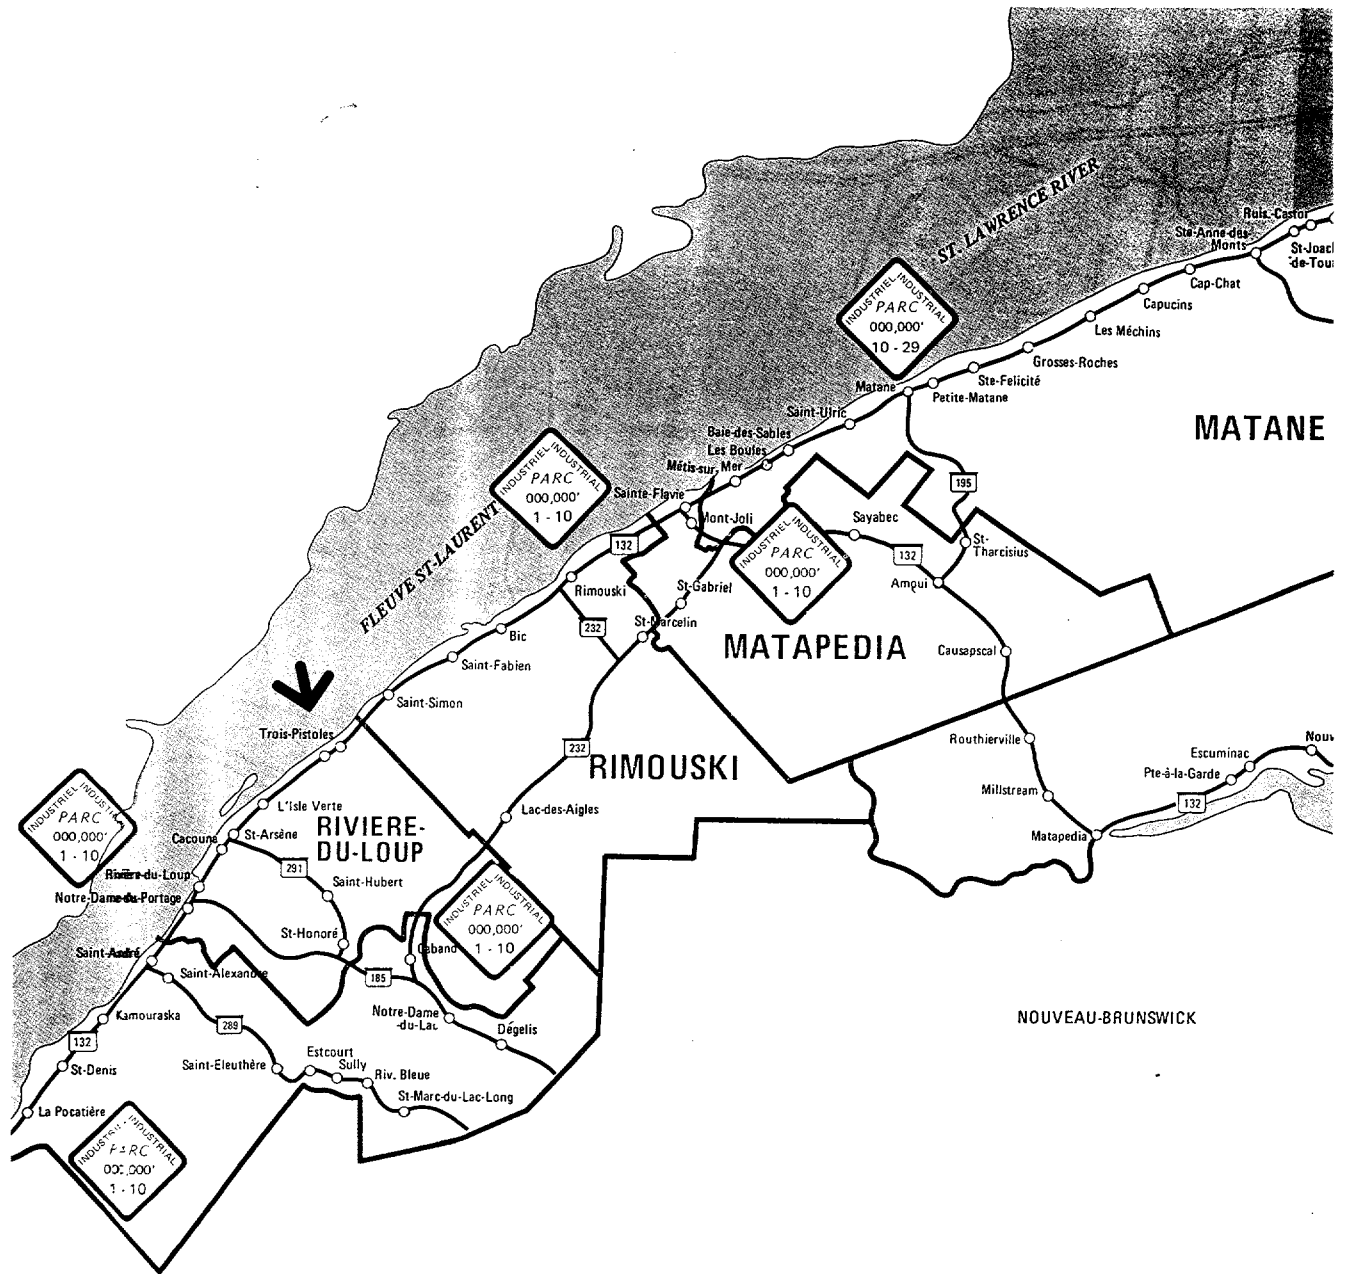 Ruis.-Castor
Ste-Anne-des-
Monts
ST. LAWRENCE RIVER
Cap-Chat
Capucins
INDUSTRIEL INDUSTRIAL
PARC
000,000'
10 - 29
Les Méchins
Grosses-Roches
Ste-Felicité
Matane
Petite-Matane
Saint-Ulric
MATANE
Baie-des-Sables
Les Boules
Métis-sur Mer
INDUSTRIEL INDUSTRIAL
PARC
000,000'
1 - 10
Sainte-Flavie
195
Mont-Joli
Sayabec
FLEUVE ST-LAURENT
132
INDUSTRIEL INDUSTRIAL
PARC
000,000'
1 - 10
132
St-
Tharcisius
Amqui
Rimouski
St-Gabriel
232
St-Marcelin
Bic
MATAPEDIA
Causapscal
Saint-Fabien
Saint-Simon
Trois-Pistoles
232
RIMOUSKI
Routhierville
Escuminac
Pte-à-la-Garde
132
Millstream
Matapedia
INDUSTRIEL
PARC
000,000'
1 - 10
L'Isle Verte
Lac-des-Aigles
Cacouna
St-Arsène
RIVIERE-
DU-LOUP
291
Rivière-du-Loup
Saint-Hubert
Notre-Dame-du-Portage
INDUSTRIEL INDUSTRIAL
PARC
000,000'
1 - 10
St-Honoré
Saint-André
Cabano
Saint-Alexandre
185
Kamouraska
289
Notre-Dame
-du-Lac
Dégelis
NOUVEAU-BRUNSWICK
132
St-Denis
Saint-Eleuthère
Estcourt
Sully
Riv. Bleue
St-Marc-du-Lac-Long
La Pocatière
INDUSTRIEL INDUSTRIAL
PARC
000,000'
1 - 10